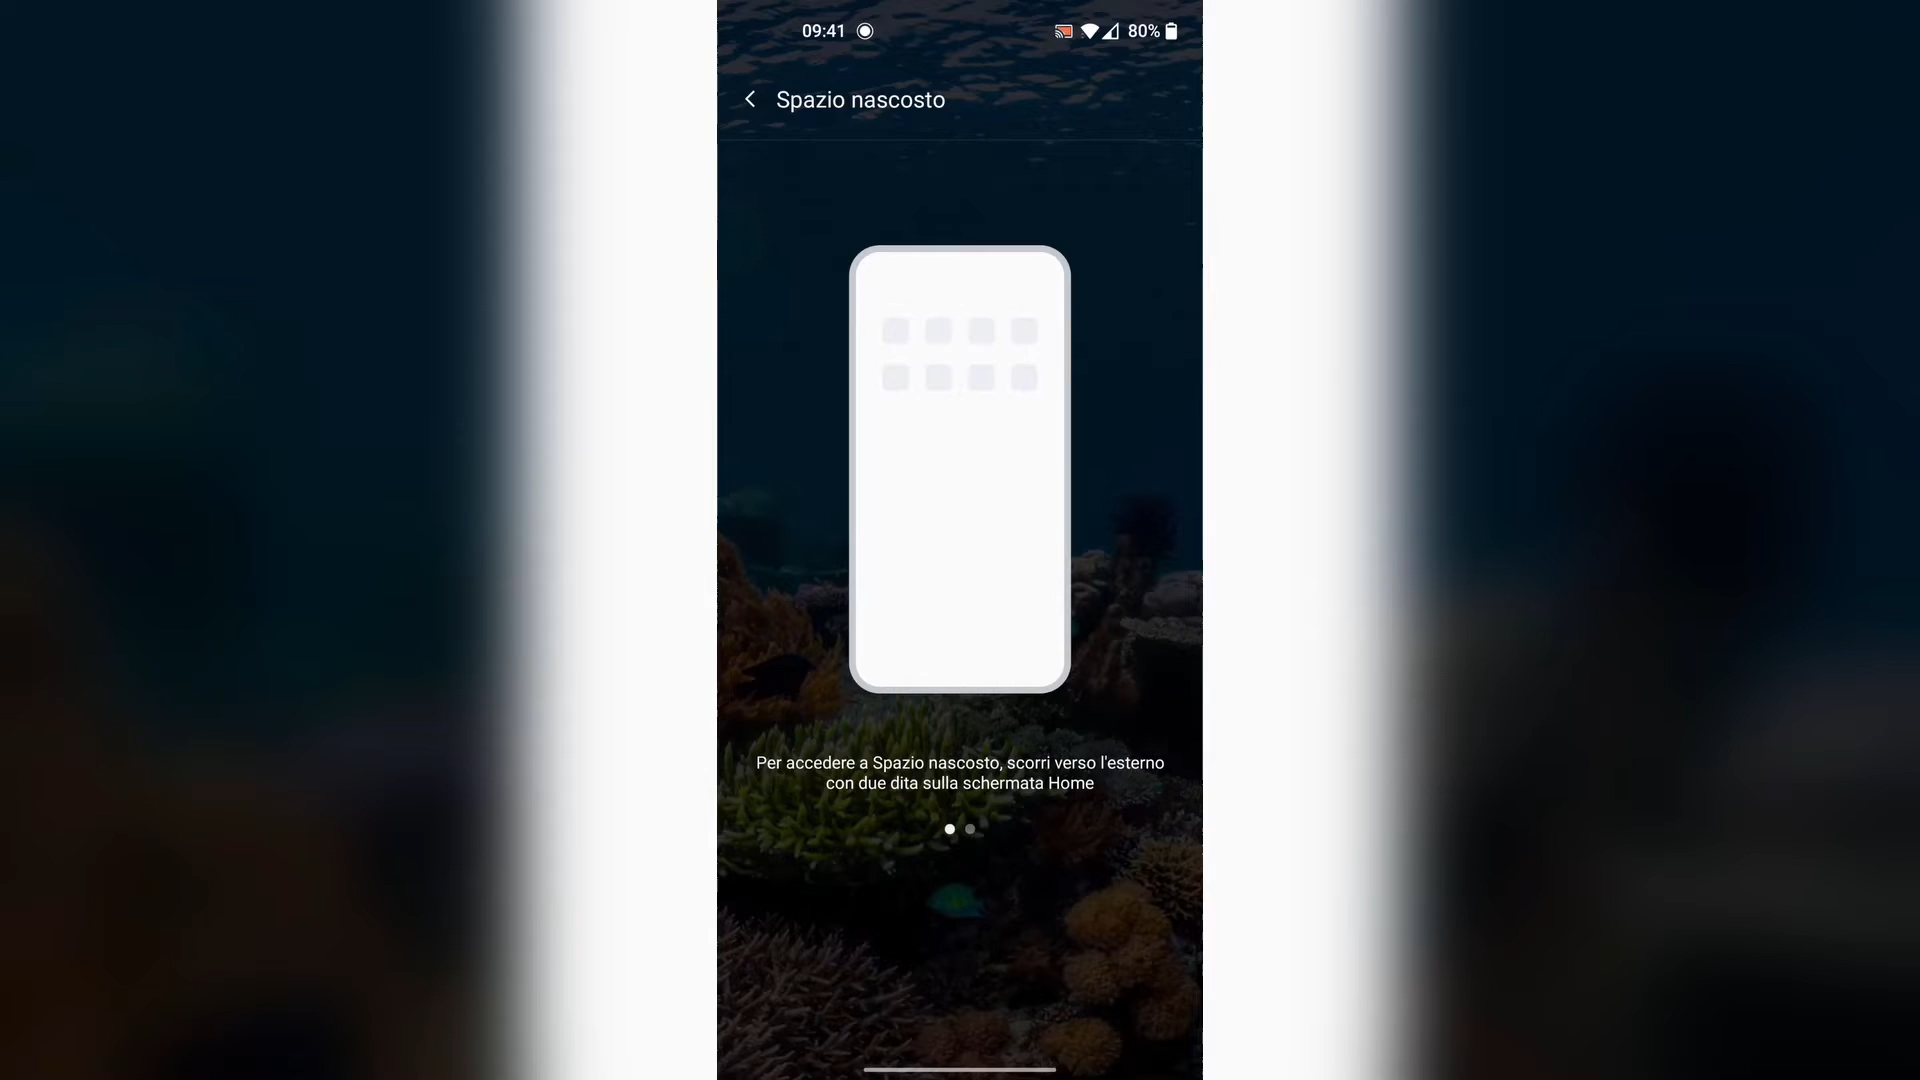 09:41 80%
Spazio nascosto
Per accedere a Spazio nascosto, scorri verso l'esterno
con due dita sulla schermata Home